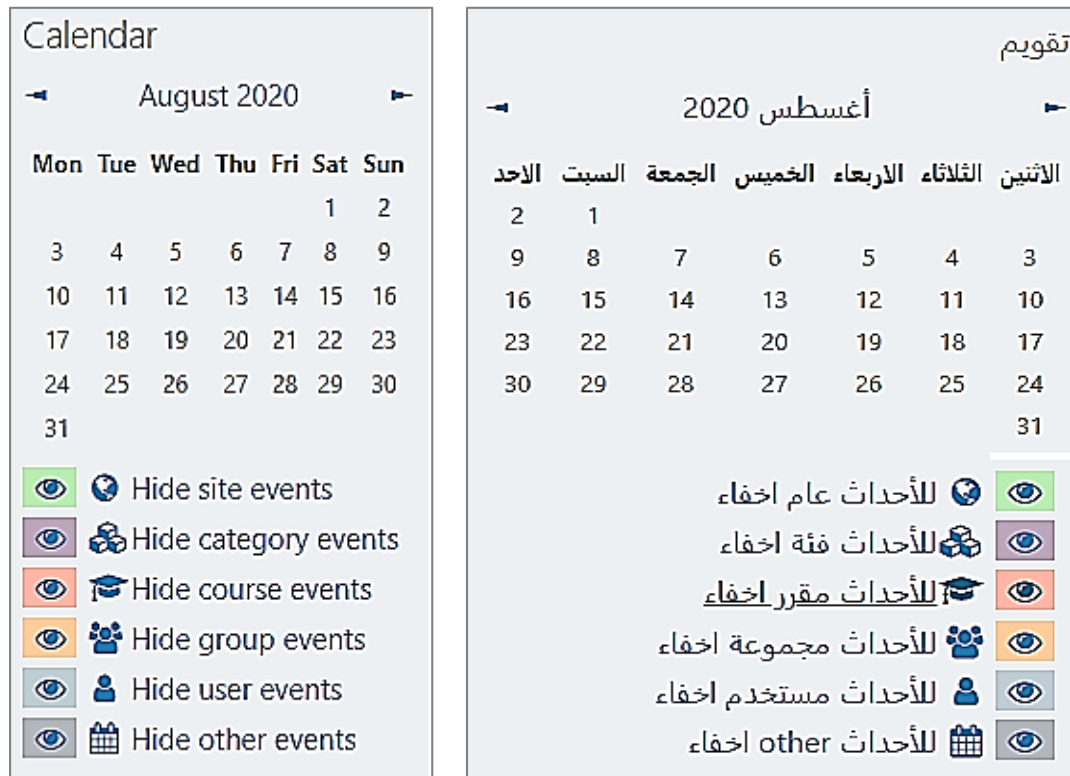 Calendar
August 2020
Mon Tue Wed Thu Fri Sat Sun
1 2
3 4 5 6 7 8 9
10 11 12 13 14 15 16
17 18 19 20 21 22 23
24 25 26 27 28 29 30
31
Hide site events
Hide category events
Hide course events
Hide group events
Hide user events
Hide other events
تقويم
أغسطس 2020
الاثنين الثلاثاء الاربعاء الخميس الجمعة السبت الاحد
1 2
3 4 5 6 7 8 9
10 11 12 13 14 15 16
17 18 19 20 21 22 23
24 25 26 27 28 29 30
31
للأحداث عام اخفاء
للأحداث فئة اخفاء
للأحداث مقرر اخفاء
للأحداث مجموعة اخفاء
للأحداث مستخدم اخفاء
للأحداث other اخفاء